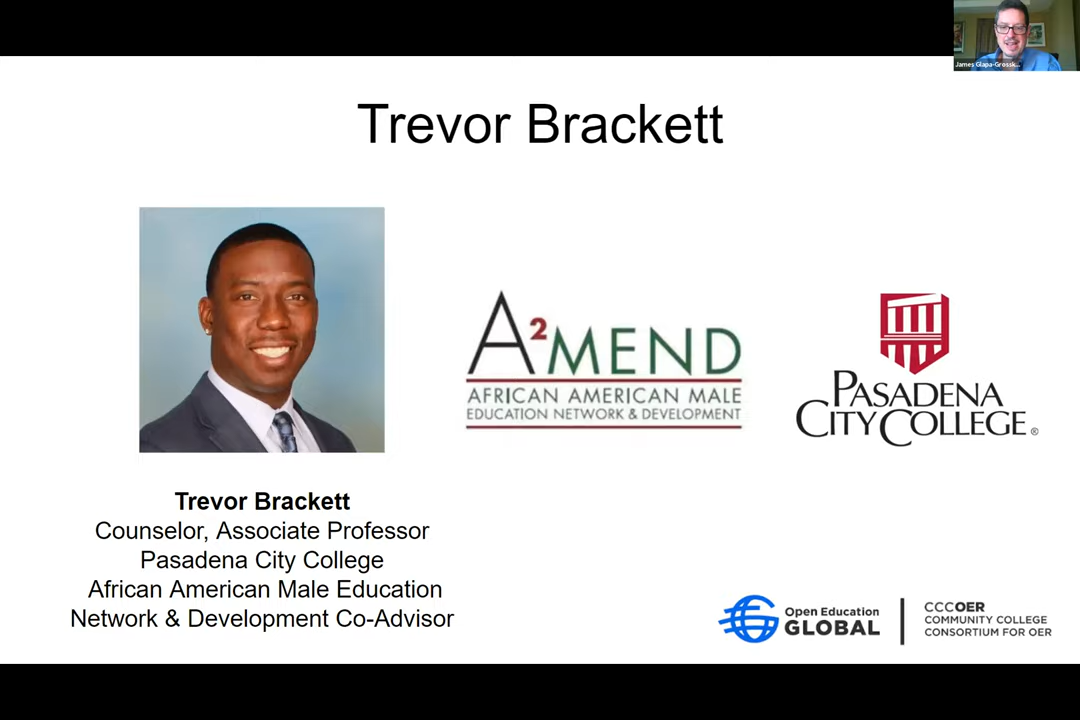 James Glapa-Grossk...
Trevor Brackett
A²MEND
AFRICAN AMERICAN MALE
EDUCATION NETWORK & DEVELOPMENT
PASADENA
CITY COLLEGE®
Trevor Brackett
Counselor, Associate Professor
Pasadena City College
African American Male Education
Network & Development Co-Advisor
Open Education
GLOBAL
CCCOER
COMMUNITY COLLEGE
CONSORTIUM FOR OER